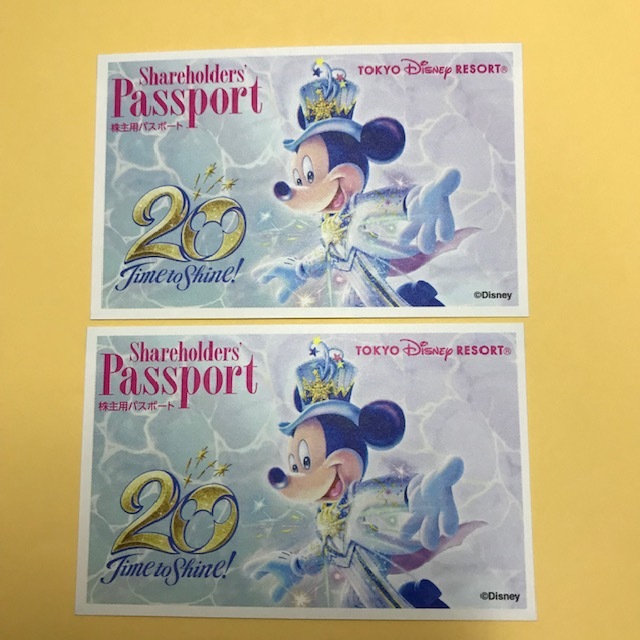 Shareholders'
Passport
株主用パスポート
TOKYO Disney RESORT®
20
Time to Shine!
©Disney
Shareholders'
Passport
株主用パスポート
TOKYO Disney RESORT®
20
Time to Shine!
©Disney